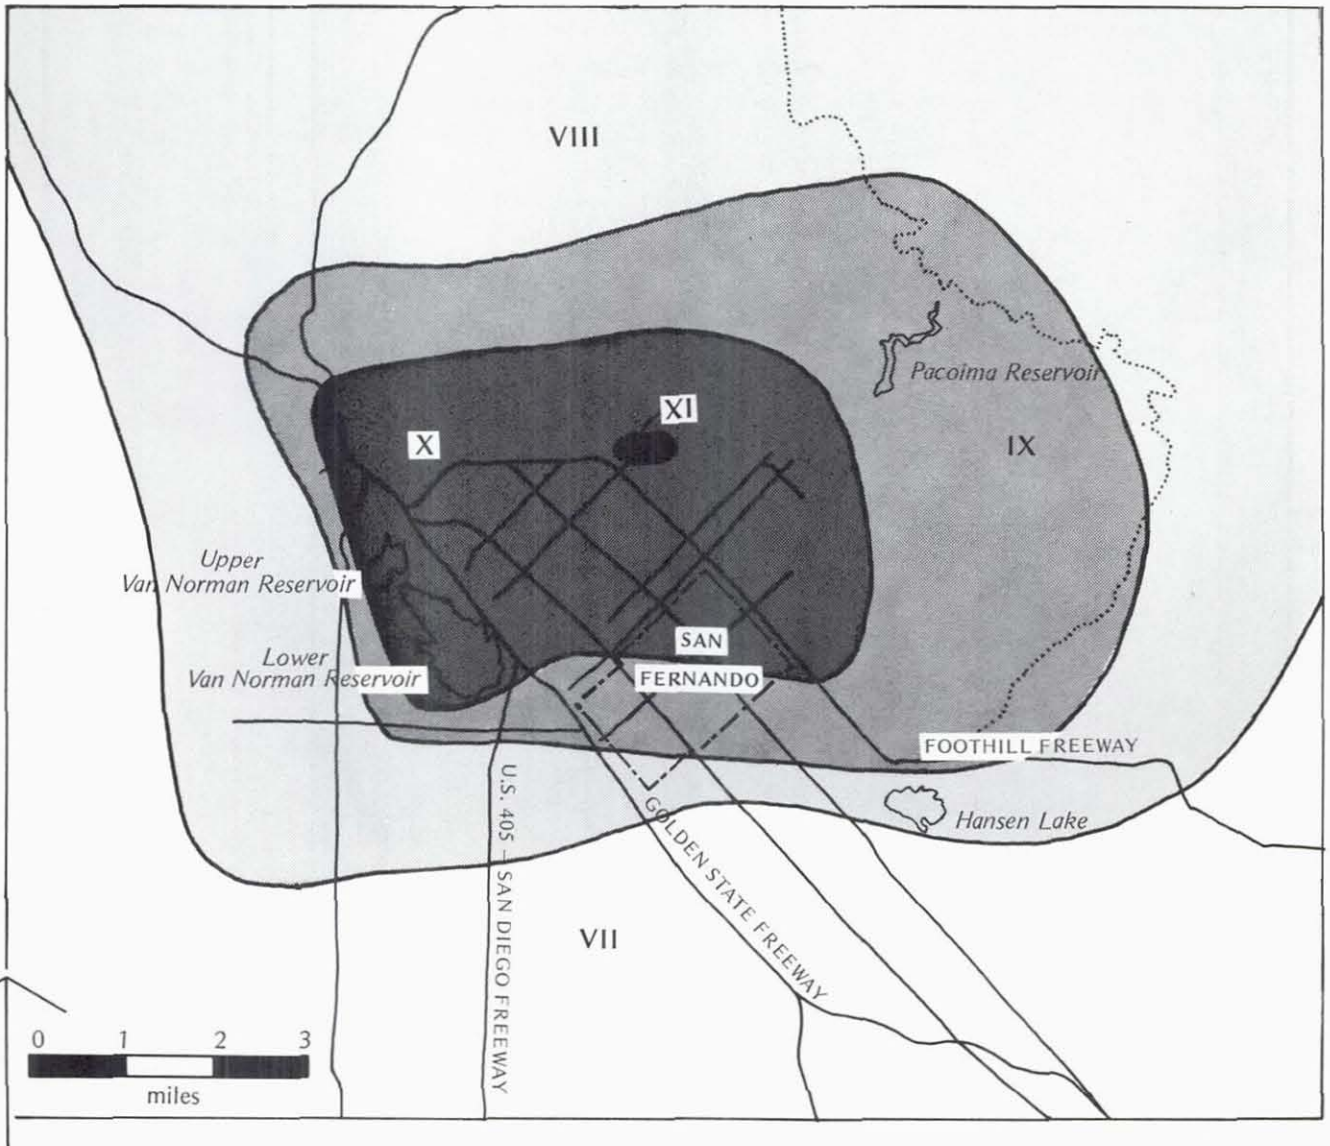 VIII
XI
Pacoima Reservoir
X
IX
Upper
Van Norman Reservoir
SAN
Lower
Van Norman Reservoir
FERNANDO
FOOTHILL FREEWAY
U.S. 405 – SAN DIEGO FREEWAY
GOLDEN STATE FREEWAY
Hansen Lake
VII
0 1 2 3
miles